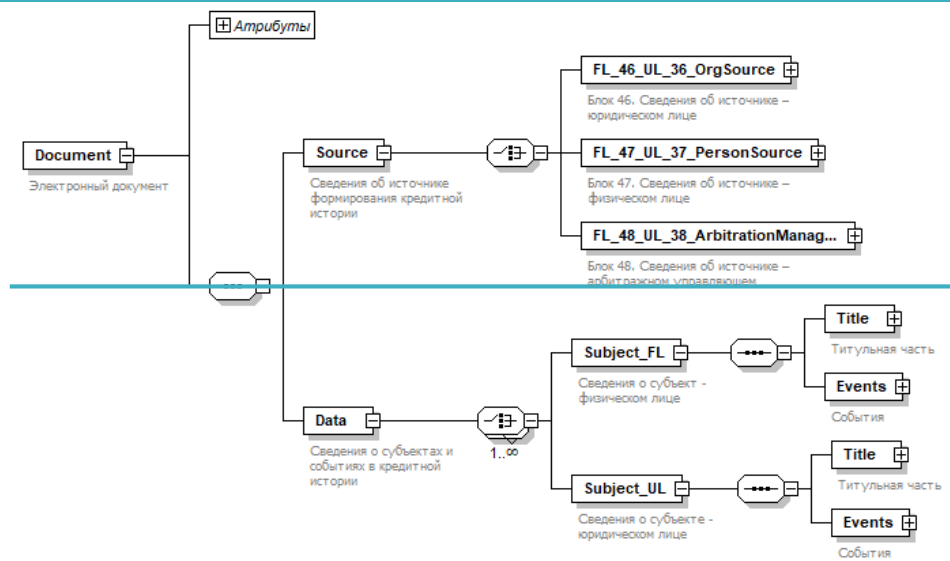 Атрибуты
Document
Электронный документ
Source
Сведения об источнике
формирования кредитной
истории
FL_46_UL_36_OrgSource
Блок 46. Сведения об источнике –
юридическом лице
FL_47_UL_37_PersonSource
Блок 47. Сведения об источнике –
физическом лице
FL_48_UL_38_ArbitrationManag...
Блок 48. Сведения об источнике –
арбитражном управляющем
Data
Сведения о субъектах и
событиях в кредитной
истории
1..∞
Subject_FL
Сведения о субъект -
физическом лице
Title
Титульная часть
Events
События
Subject_UL
Сведения о субъекте -
юридическом лице
Title
Титульная часть
Events
События